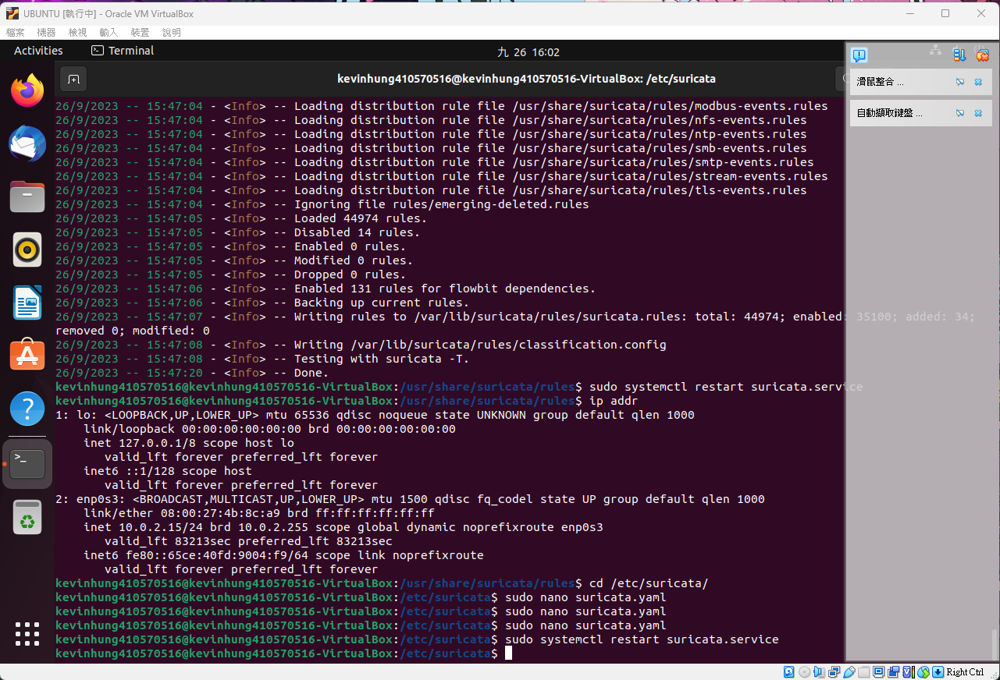 UBUNTU [執行中] - Oracle VM VirtualBox
檔案 機器 檢視 輸入 裝置 說明
Activities Terminal 九 26 16:02
kevinhung410570516@kevinhung410570516-VirtualBox: /etc/suricata
滑鼠整合 ...
自動擷取鍵盤 ...
26/9/2023 -- 15:47:04 - <Info> -- Loading distribution rule file /usr/share/suricata/rules/modbus-events.rules
26/9/2023 -- 15:47:04 - <Info> -- Loading distribution rule file /usr/share/suricata/rules/nfs-events.rules
26/9/2023 -- 15:47:04 - <Info> -- Loading distribution rule file /usr/share/suricata/rules/ntp-events.rules
26/9/2023 -- 15:47:04 - <Info> -- Loading distribution rule file /usr/share/suricata/rules/smb-events.rules
26/9/2023 -- 15:47:04 - <Info> -- Loading distribution rule file /usr/share/suricata/rules/smtp-events.rules
26/9/2023 -- 15:47:04 - <Info> -- Loading distribution rule file /usr/share/suricata/rules/stream-events.rules
26/9/2023 -- 15:47:04 - <Info> -- Loading distribution rule file /usr/share/suricata/rules/tls-events.rules
26/9/2023 -- 15:47:04 - <Info> -- Ignoring file rules/emerging-deleted.rules
26/9/2023 -- 15:47:05 - <Info> -- Loaded 44974 rules.
26/9/2023 -- 15:47:05 - <Info> -- Disabled 14 rules.
26/9/2023 -- 15:47:05 - <Info> -- Enabled 0 rules.
26/9/2023 -- 15:47:05 - <Info> -- Modified 0 rules.
26/9/2023 -- 15:47:05 - <Info> -- Dropped 0 rules.
26/9/2023 -- 15:47:06 - <Info> -- Enabled 131 rules for flowbit dependencies.
26/9/2023 -- 15:47:06 - <Info> -- Backing up current rules.
26/9/2023 -- 15:47:07 - <Info> -- Writing rules to /var/lib/suricata/rules/suricata.rules: total: 44974; enabled: 35100; added: 34;
removed 0; modified: 0
26/9/2023 -- 15:47:08 - <Info> -- Writing /var/lib/suricata/rules/classification.config
26/9/2023 -- 15:47:08 - <Info> -- Testing with suricata -T.
26/9/2023 -- 15:47:20 - <Info> -- Done.
kevinhung410570516@kevinhung410570516-VirtualBox:/usr/share/suricata/rules$ sudo systemctl restart suricata.service
kevinhung410570516@kevinhung410570516-VirtualBox:/usr/share/suricata/rules$ ip addr
1: lo: <LOOPBACK,UP,LOWER_UP> mtu 65536 qdisc noqueue state UNKNOWN group default qlen 1000
link/loopback 00:00:00:00:00:00 brd 00:00:00:00:00:00
inet 127.0.0.1/8 scope host lo
valid_lft forever preferred_lft forever
inet6 ::1/128 scope host
valid_lft forever preferred_lft forever
2: enp0s3: <BROADCAST,MULTICAST,UP,LOWER_UP> mtu 1500 qdisc fq_codel state UP group default qlen 1000
link/ether 08:00:27:4b:8c:a9 brd ff:ff:ff:ff:ff:ff
inet 10.0.2.15/24 brd 10.0.2.255 scope global dynamic noprefixroute enp0s3
valid_lft 83213sec preferred_lft 83213sec
inet6 fe80::65ce:40fd:9004:f9/64 scope link noprefixroute
valid_lft forever preferred_lft forever
kevinhung410570516@kevinhung410570516-VirtualBox:/usr/share/suricata/rules$ cd /etc/suricata/
kevinhung410570516@kevinhung410570516-VirtualBox:/etc/suricata$ sudo nano suricata.yaml
kevinhung410570516@kevinhung410570516-VirtualBox:/etc/suricata$ sudo nano suricata.yaml
kevinhung410570516@kevinhung410570516-VirtualBox:/etc/suricata$ sudo nano suricata.yaml
kevinhung410570516@kevinhung410570516-VirtualBox:/etc/suricata$ sudo systemctl restart suricata.service
kevinhung410570516@kevinhung410570516-VirtualBox:/etc/suricata$
Right Ctrl